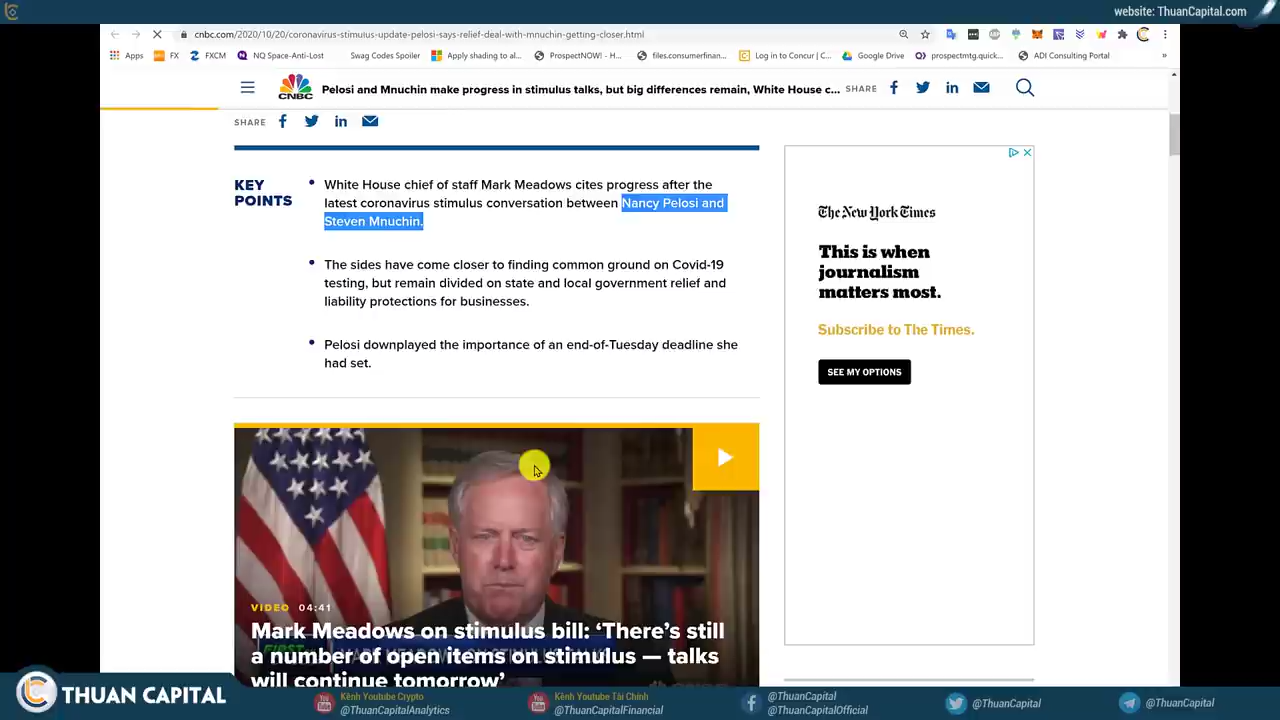 website: ThuanCapital.com
cnbc.com/2020/10/20/coronavirus-stimulus-update-pelosi-says-relief-deal-with-mnuchin-getting-closer.html
Apps FX FXCM NQ Space-Anti-Lost Swag Codes Spoiler Apply shading to al... ProspectNOW! - H... files.consumerfinan... Log in to Concur | C... Google Drive prospectmtg.quick... ADI Consulting Portal »
CNBC
Pelosi and Mnuchin make progress in stimulus talks, but big differences remain, White House c... SHARE
SHARE
KEY
POINTS
White House chief of staff Mark Meadows cites progress after the
latest coronavirus stimulus conversation between Nancy Pelosi and
Steven Mnuchin.
The sides have come closer to finding common ground on Covid-19
testing, but remain divided on state and local government relief and
liability protections for businesses.
Pelosi downplayed the importance of an end-of-Tuesday deadline she
had set.
The New York Times
This is when
journalism
matters most.
Subscribe to The Times.
SEE MY OPTIONS
VIDEO 04:41
Mark Meadows on stimulus bill: ‘There’s still
a number of open items on stimulus — talks
will continue tomorrow’
THUAN CAPITAL
Kênh Youtube Crypto
@ThuanCapitalAnalytics
Kênh Youtube Tài Chính
@ThuanCapitalFinancial
@ThuanCapital
@ThuanCapitalOfficial
@ThuanCapital
@ThuanCapital